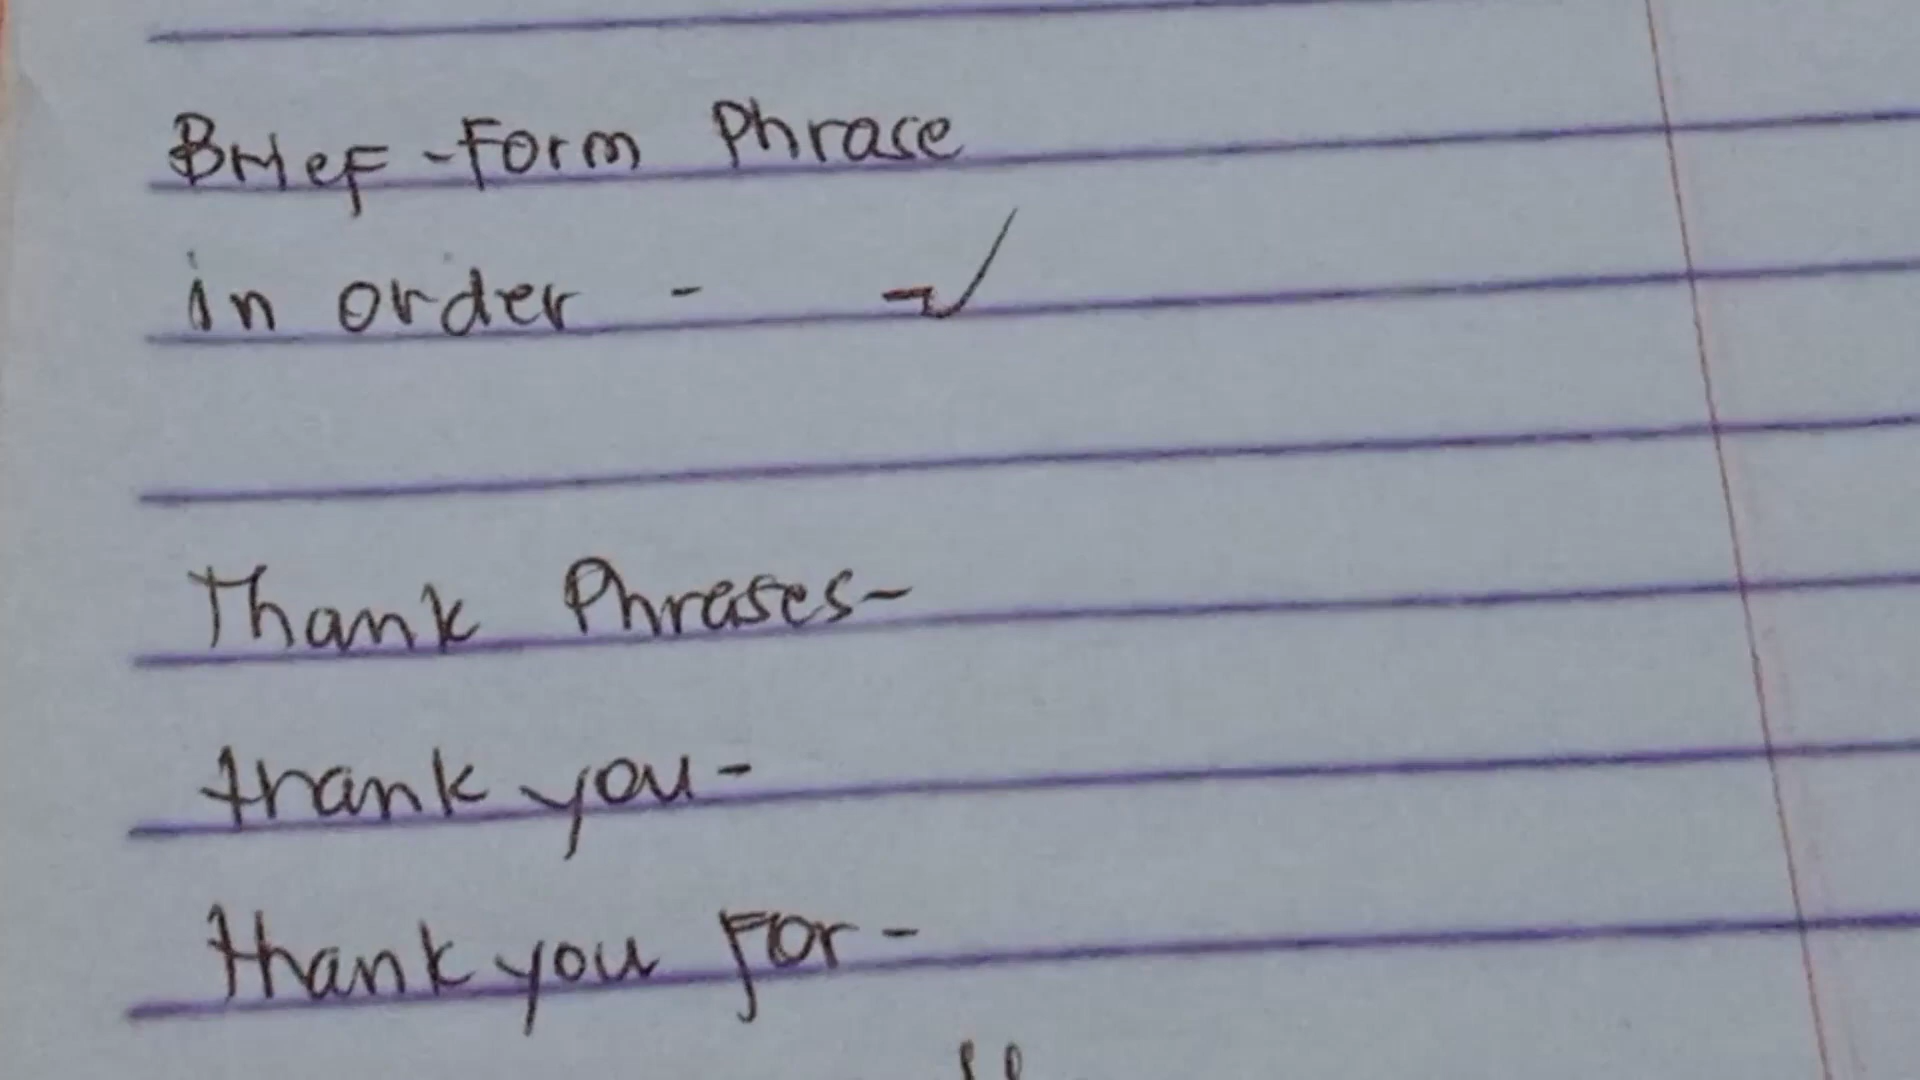 Brief-Form Phrase
in order -
Thank Phrases-
thank you-
thank you For-